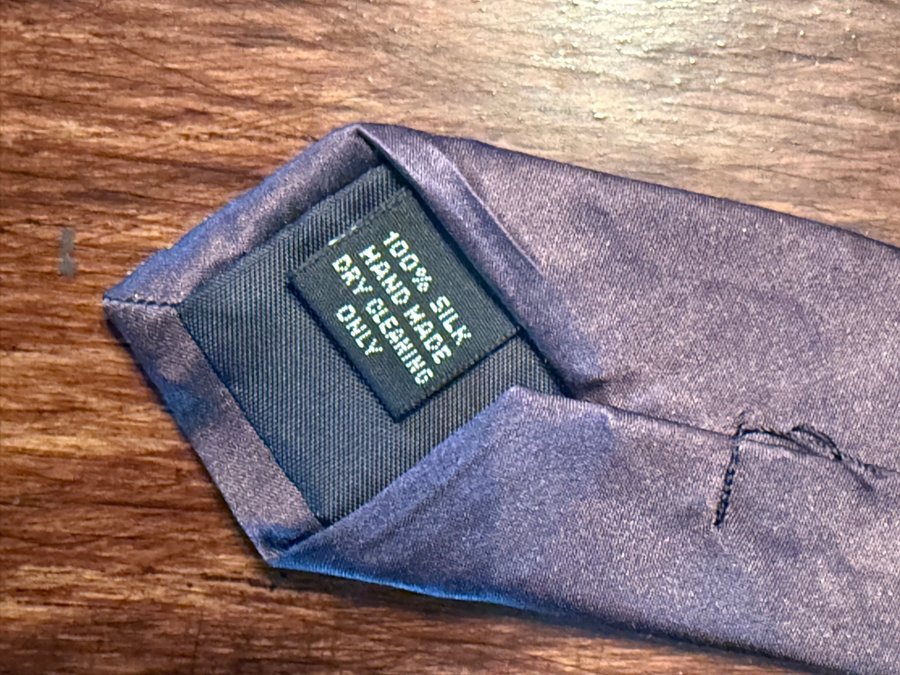 100% SILK
HAND MADE
DRY CLEANING
ONLY